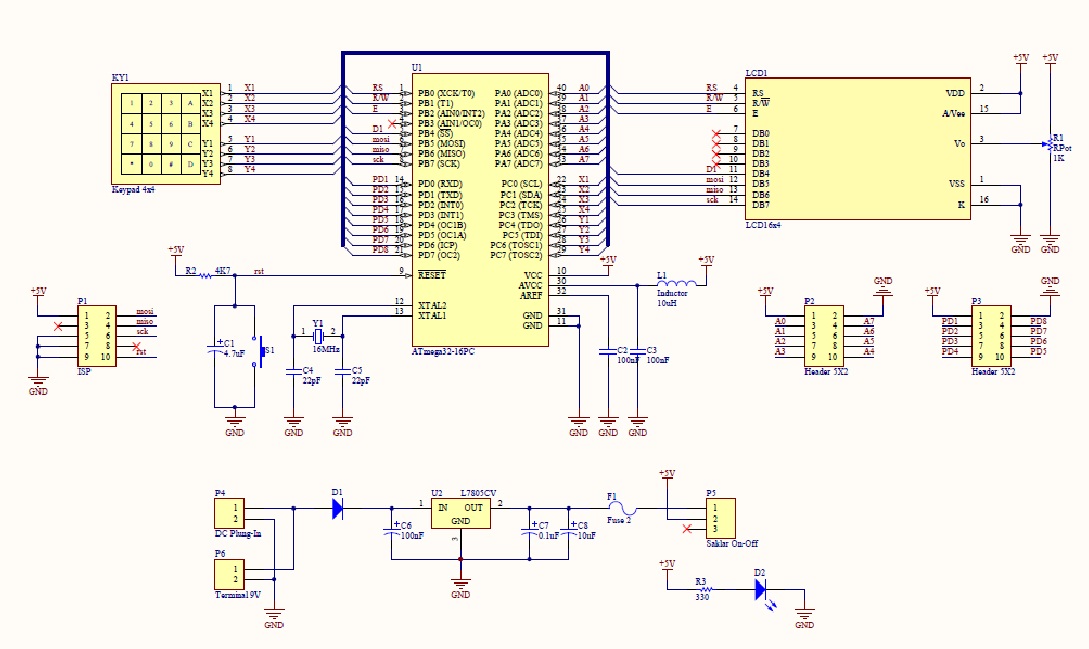 KY1
1 2 3 A
4 5 6 B
7 8 9 C
* 0 # D
X1 1 X1
X2 2 X2
X3 3 X3
X4 4 X4
Y1 5 Y1
Y2 6 Y2
Y3 7 Y3
Y4 8 Y4
Keypad 4x4
U1
RS 1 PB0 (XCK/T0) PA0 (ADC0) 40 A0
R/W 2 PB1 (T1) PA1 (ADC1) 39 A1
E 3 PB2 (AIN0/INT2) PA2 (ADC2) 38 A2
4 PB3 (AIN1/OC0) PA3 (ADC3) 37 A3
D1 5 PB4 (SS) PA4 (ADC4) 36 A4
mosi 6 PB5 (MOSI) PA5 (ADC5) 35 A5
miso 7 PB6 (MISO) PA6 (ADC6) 34 A6
sck 8 PB7 (SCK) PA7 (ADC7) 33 A7
PD1 14 PD0 (RXD) PC0 (SCL) 22 X1
PD2 15 PD1 (TXD) PC1 (SDA) 23 X2
PD3 16 PD2 (INT0) PC2 (TCK) 24 X3
PD4 17 PD3 (INT1) PC3 (TMS) 25 X4
PD5 18 PD4 (OC1B) PC4 (TDO) 26 Y1
PD6 19 PD5 (OC1A) PC5 (TDI) 27 Y2
PD7 20 PD6 (ICP) PC6 (TOSC1) 28 Y3
PD8 21 PD7 (OC2) PC7 (TOSC2) 29 Y4
9 RESET VCC 10 +5V
AVCC 30
AREF 32
12 XTAL2
13 XTAL1
GND 31
GND 11
ATmega32-16PC
LCD1
RS 4 RS VDD 2
R/W 5 R/W
E 6 E A/Vee 15
7 DB0
8 DB1 Vo 3
9 DB2
10 DB3
D1 11 DB4
mosi 12 DB5 VSS 1
miso 13 DB6
sck 14 DB7 K 16
LCD16x4
+5V
+5V
R1
RPot
1K
GND
GND
+5V
R2 4K7 rst
C1
4.7uF
S1
GND
1 Y1 2
16MHz
C4
22pF
C5
22pF
GND
GND
L1
Inductor
10uH
+5V
C2
100nF
C3
100nF
GND
GND
GND
+5V
P1
1 2 mosi
3 4 miso
5 6 sck
7 8
9 10 rst
ISP
GND
+5V
P2
GND
1 2
A0 3 4 A7
A1 5 6 A6
A2 7 8 A5
A3 9 10 A4
Header 5X2
+5V
P3
GND
1 2
PD1 3 4 PD8
PD2 5 6 PD7
PD3 7 8 PD6
PD4 9 10 PD5
Header 5X2
P4
1
2
DC Plung-In
P6
1
2
Terminal9V
GND
D1
C6
100nF
U2 L7805CV
1 IN OUT 2
GND
3
GND
C7
0.1uF
C8
10uF
F1
Fuse 2
+5V
P5
1
2
3
Salklar On-Off
+5V
R3
330
D2
GND